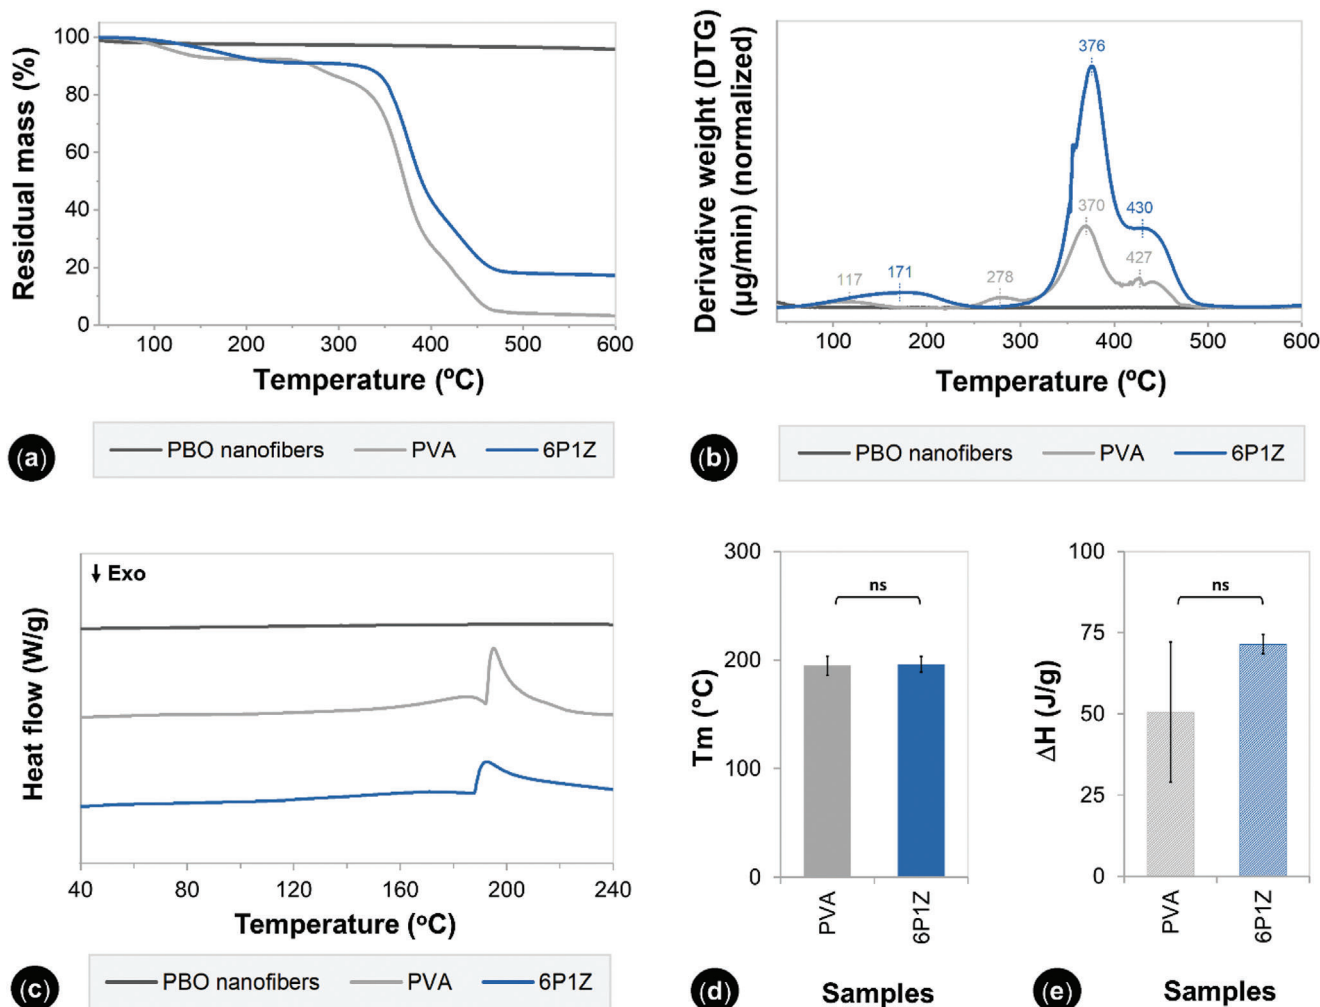 Residual mass (%)
100
80
60
40
20
0
100
200
300
400
500
600
Temperature (ºC)
(a)
PBO nanofibers
PVA
6P1Z
Derivative weight (DTG)
(µg/min) (normalized)
376
370
430
427
117
171
278
100
200
300
400
500
600
Temperature (ºC)
(b)
PBO nanofibers
PVA
6P1Z
↓ Exo
Heat flow (W/g)
40
80
120
160
200
240
Temperature (ºC)
(c)
PBO nanofibers
PVA
6P1Z
Tm (°C)
300
200
100
0
ns
PVA
6P1Z
(d)
Samples
ΔH (J/g)
100
75
50
25
0
ns
PVA
6P1Z
(e)
Samples